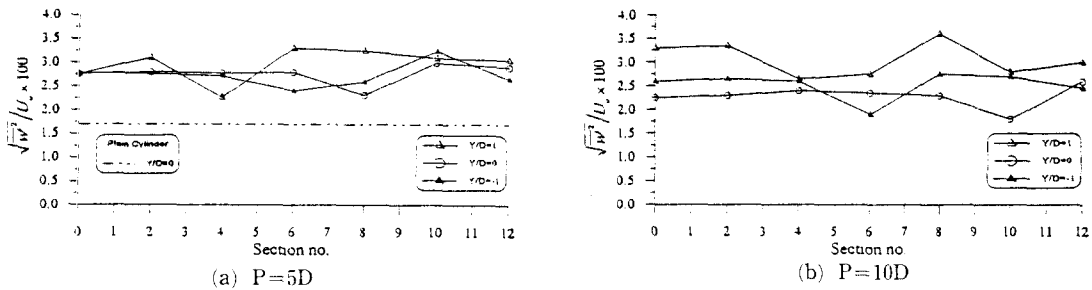 4.0
3.5
3.0
2.5
2.0
1.5
1.0
0.5
0.0
√w̄²/U₀ × 100
Plain Cylinder
Y/D=0
Y/D=1
Y/D=0
Y/D=-1
0 1 2 3 4 5 6 7 8 9 10 11 12
Section no.
(a) P=5D
4.0
3.5
3.0
2.5
2.0
1.5
1.0
0.5
0.0
√w̄²/U₀ × 100
Y/D=1
Y/D=0
Y/D=-1
0 1 2 3 4 5 6 7 8 9 10 11 12
Section no.
(b) P=10D